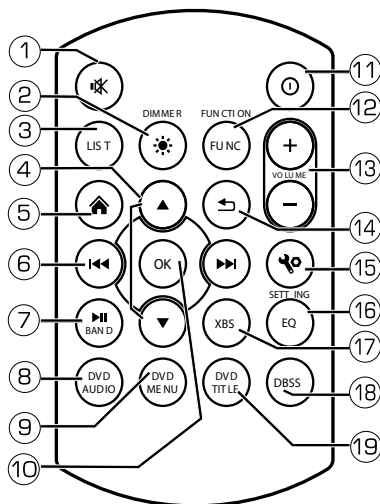 1
2
3
4
5
6
7
8
9
10
11
12
13
14
15
16
17
18
19
DIMMER
FUNCTION
LIST
FUNC
+
VOLUME
−
OK
BAND
XBS
SETTING
EQ
DVD
AUDIO
DVD
MENU
DVD
TITLE
DBSS